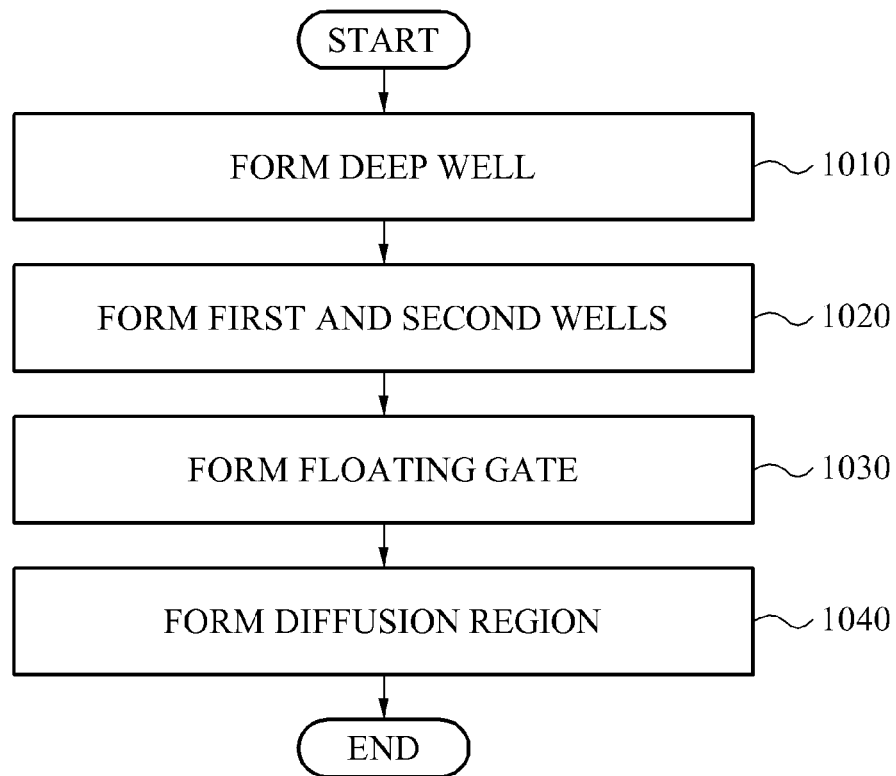 START
FORM DEEP WELL
1010
FORM FIRST AND SECOND WELLS
1020
FORM FLOATING GATE
1030
FORM DIFFUSION REGION
1040
END